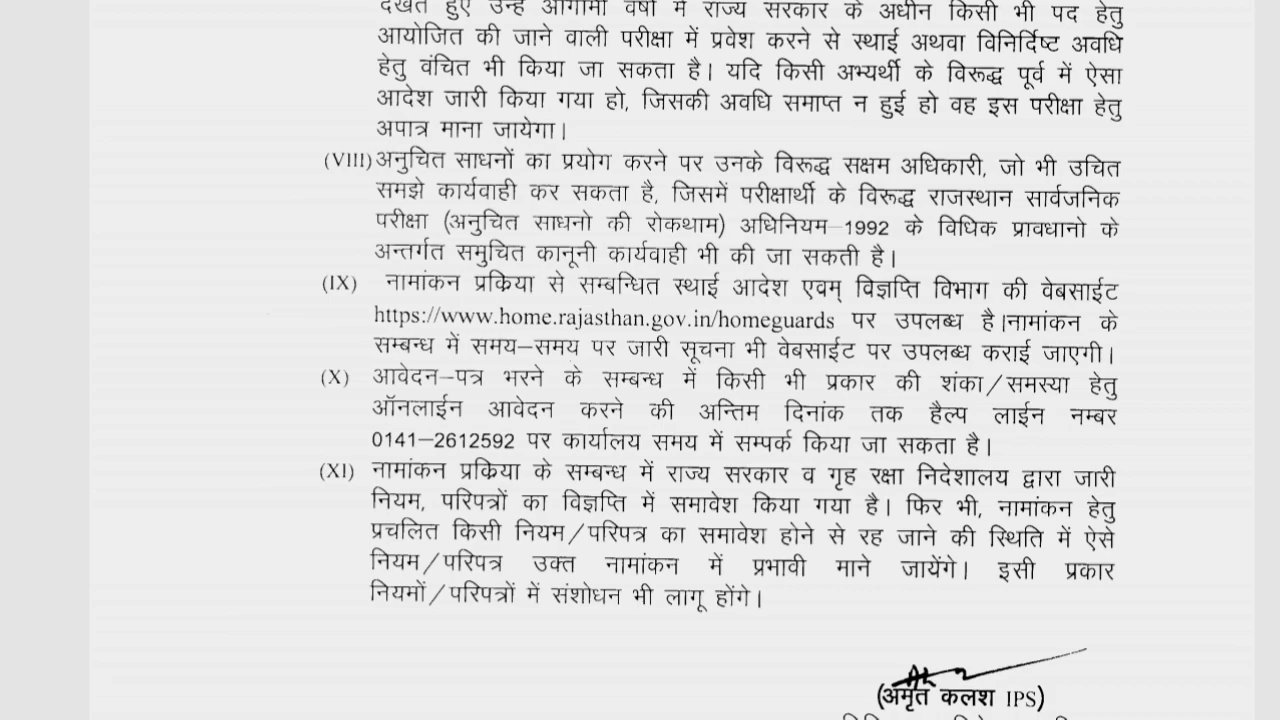 देखते हुए उन्हें आगामी वर्षों में राज्य सरकार के अधीन किसी भी पद हेतु
आयोजित की जाने वाली परीक्षा में प्रवेश करने से स्थाई अथवा विनिर्दिष्ट अवधि
हेतु वंचित भी किया जा सकता है। यदि किसी अभ्यर्थी के विरूद्ध पूर्व में ऐसा
आदेश जारी किया गया हो, जिसकी अवधि समाप्त न हुई हो वह इस परीक्षा हेतु
अपात्र माना जायेगा।
(VIII) अनुचित साधनों का प्रयोग करने पर उनके विरूद्ध सक्षम अधिकारी, जो भी उचित
समझे कार्यवाही कर सकता है, जिसमें परीक्षार्थी के विरूद्ध राजस्थान सार्वजनिक
परीक्षा (अनुचित साधनो की रोकथाम) अधिनियम–1992 के विधिक प्रावधानो के
अन्तर्गत समुचित कानूनी कार्यवाही भी की जा सकती है।
(IX) नामांकन प्रकिया से सम्बन्धित स्थाई आदेश एवम् विज्ञप्ति विभाग की वेबसाईट
https://www.home.rajasthan.gov.in/homeguards पर उपलब्ध है।नामांकन के
सम्बन्ध में समय–समय पर जारी सूचना भी वेबसाईट पर उपलब्ध कराई जाएगी।
(X) आवेदन–पत्र भरने के सम्बन्ध में किसी भी प्रकार की शंका/समस्या हेतु
ऑनलाईन आवेदन करने की अन्तिम दिनांक तक हैल्प लाईन नम्बर
0141–2612592 पर कार्यालय समय में सम्पर्क किया जा सकता है।
(XI) नामांकन प्रकिया के सम्बन्ध में राज्य सरकार व गृह रक्षा निदेशालय द्वारा जारी
नियम, परिपत्रों का विज्ञप्ति में समावेश किया गया है। फिर भी, नामांकन हेतु
प्रचलित किसी नियम/परिपत्र का समावेश होने से रह जाने की स्थिति में ऐसे
नियम/परिपत्र उक्त नामांकन में प्रभावी माने जायेंगे। इसी प्रकार
नियमों/परिपत्रों में संशोधन भी लागू होंगे।
(अमृत कलश IPS)